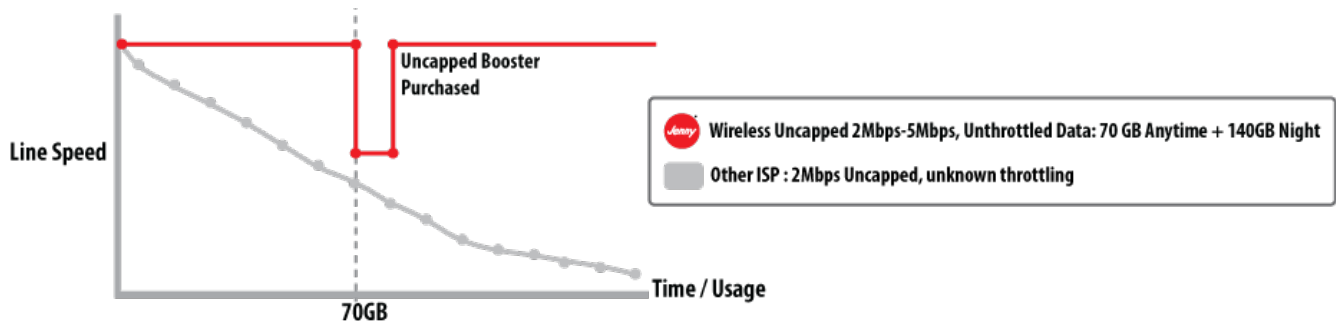 Uncapped Booster
Purchased
Line Speed
Jenny
Wireless Uncapped 2Mbps-5Mbps, Unthrottled Data: 70 GB Anytime + 140GB Night
Other ISP : 2Mbps Uncapped, unknown throttling
Time / Usage
70GB